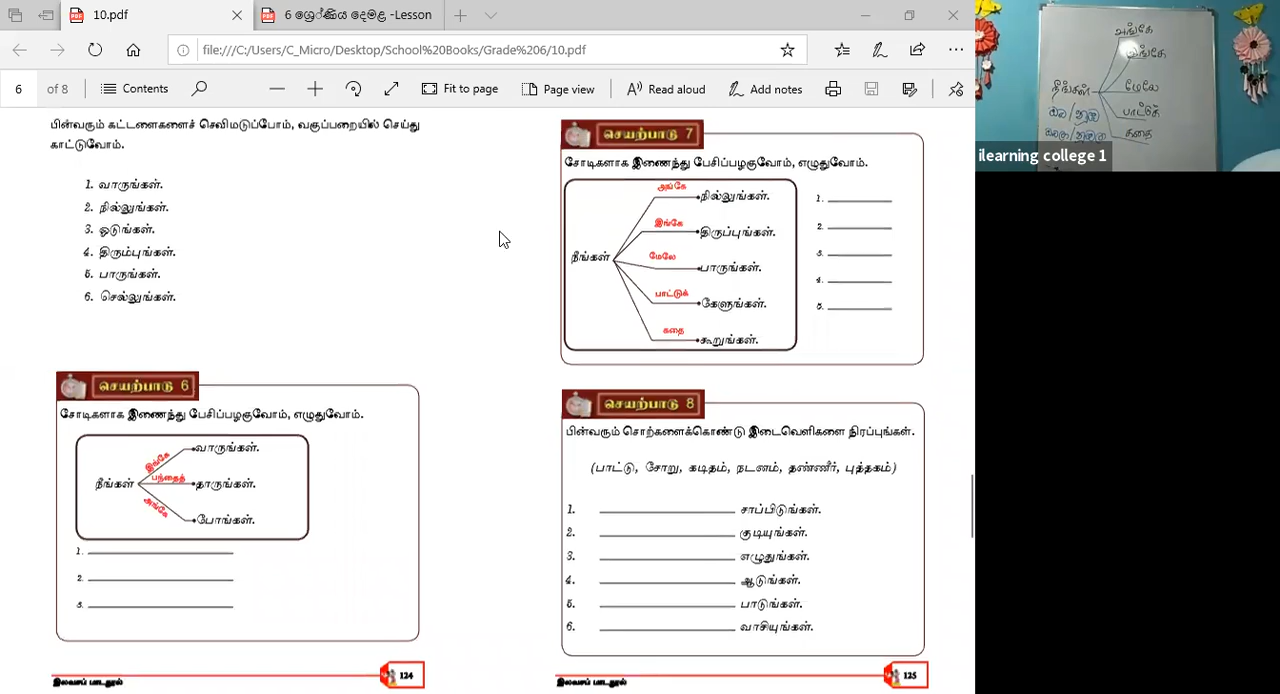 10.pdf
6 ශ්‍රේණිය දෙමළ -Lesson
file:///C:/Users/C_Micro/Desktop/School%20Books/Grade%206/10.pdf
6 of 8
Contents
Fit to page
Page view
Read aloud
Add notes
பின்வரும் கட்டளைகளைச் செவிமடுப்போம், வகுப்பறையில் செய்து
காட்டுவோம்.
1. வாருங்கள்.
2. நில்லுங்கள்.
3. ஓடுங்கள்.
4. திரும்புங்கள்.
5. பாருங்கள்.
6. செல்லுங்கள்.
செயற்பாடு 6
சோடிகளாக இணைந்து பேசிப்பழகுவோம், எழுதுவோம்.
நீங்கள்
இங்கே வாருங்கள்.
பந்தைத் தாருங்கள்.
அங்கே போங்கள்.
1.
2.
3.
இலவசப் பாடநூல்
124
செயற்பாடு 7
சோடிகளாக இணைந்து பேசிப்பழகுவோம், எழுதுவோம்.
நீங்கள்
அங்கே நில்லுங்கள்.
இங்கே திருப்புங்கள்.
மேலே பாருங்கள்.
பாட்டுக் கேளுங்கள்.
கதை கூறுங்கள்.
1.
2.
3.
4.
5.
செயற்பாடு 8
பின்வரும் சொற்களைக்கொண்டு இடைவெளிகளை நிரப்புங்கள்.
(பாட்டு, சோறு, கடிதம், நடனம், தண்ணீர், புத்தகம்)
1. சாப்பிடுங்கள்.
2. குடியுங்கள்.
3. எழுதுங்கள்.
4. ஆடுங்கள்.
5. பாடுங்கள்.
6. வாசியுங்கள்.
இலவசப் பாடநூல்
125
அங்கே
இங்கே
நீங்கள்
மேலே
பாட்டுக்
கதை
ilearning college 1